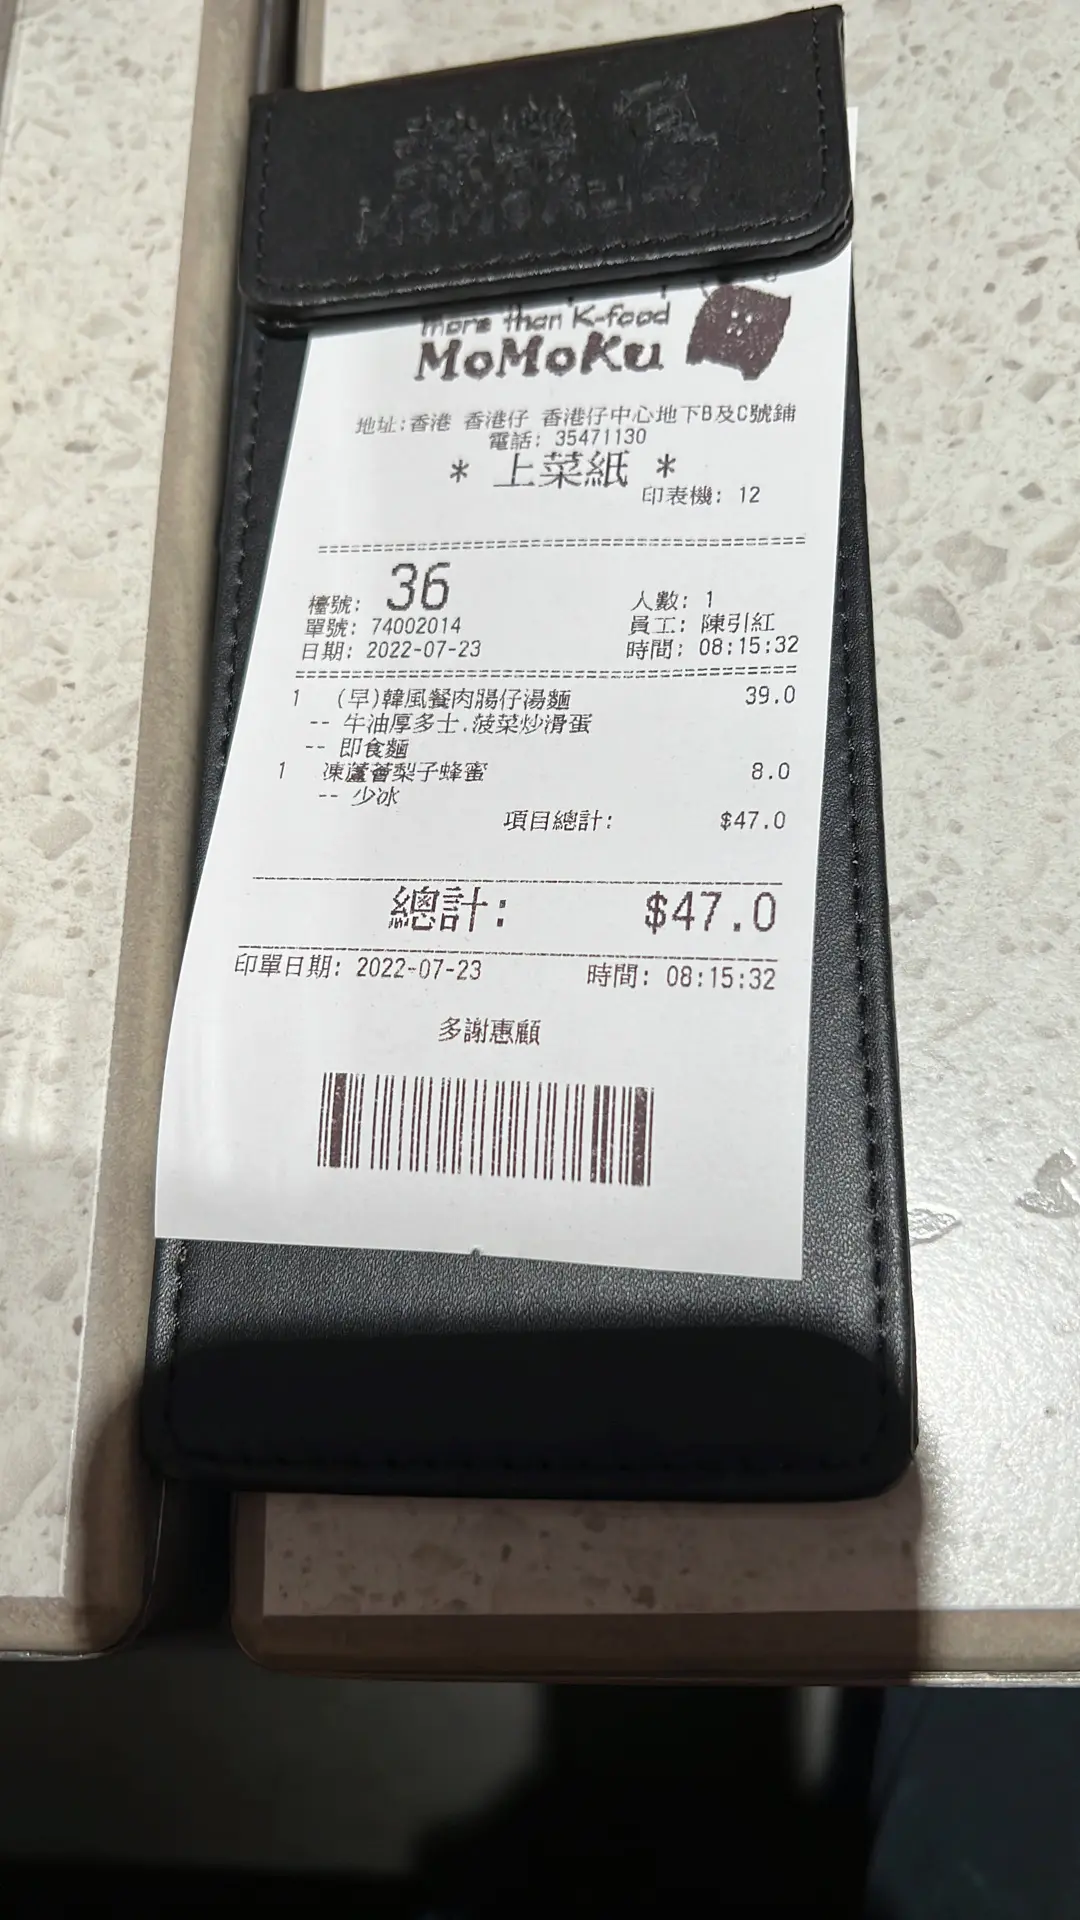 more than K-food
MoMoKu
地址:香港 香港仔 香港仔中心地下B及C號鋪
電話: 35471130
* 上菜紙 *
印表機: 12
檯號: 36 人數: 1
單號: 74002014 員工: 陳引紅
日期: 2022-07-23 時間: 08:15:32
1 (早)韓風餐肉腸仔湯麵 39.0
-- 牛油厚多士.菠菜炒滑蛋
-- 即食麵
1 凍蘆薈梨子蜂蜜 8.0
-- 少冰
項目總計: $47.0
總計: $47.0
印單日期: 2022-07-23 時間: 08:15:32
多謝惠顧